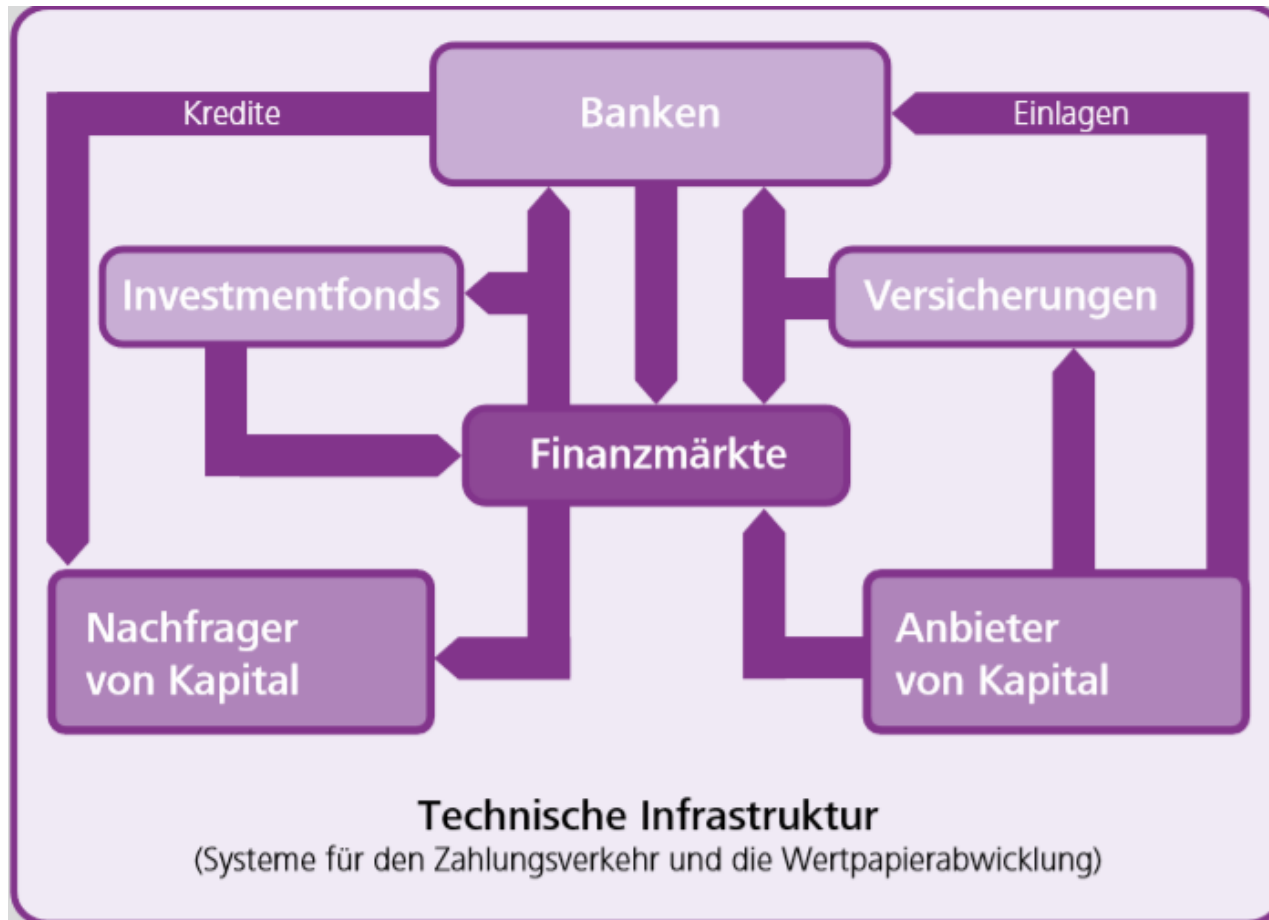 Banken
Kredite
Einlagen
Investmentfonds
Versicherungen
Finanzmärkte
Nachfrager
von Kapital
Anbieter
von Kapital
Technische Infrastruktur
(Systeme für den Zahlungsverkehr und die Wertpapierabwicklung)